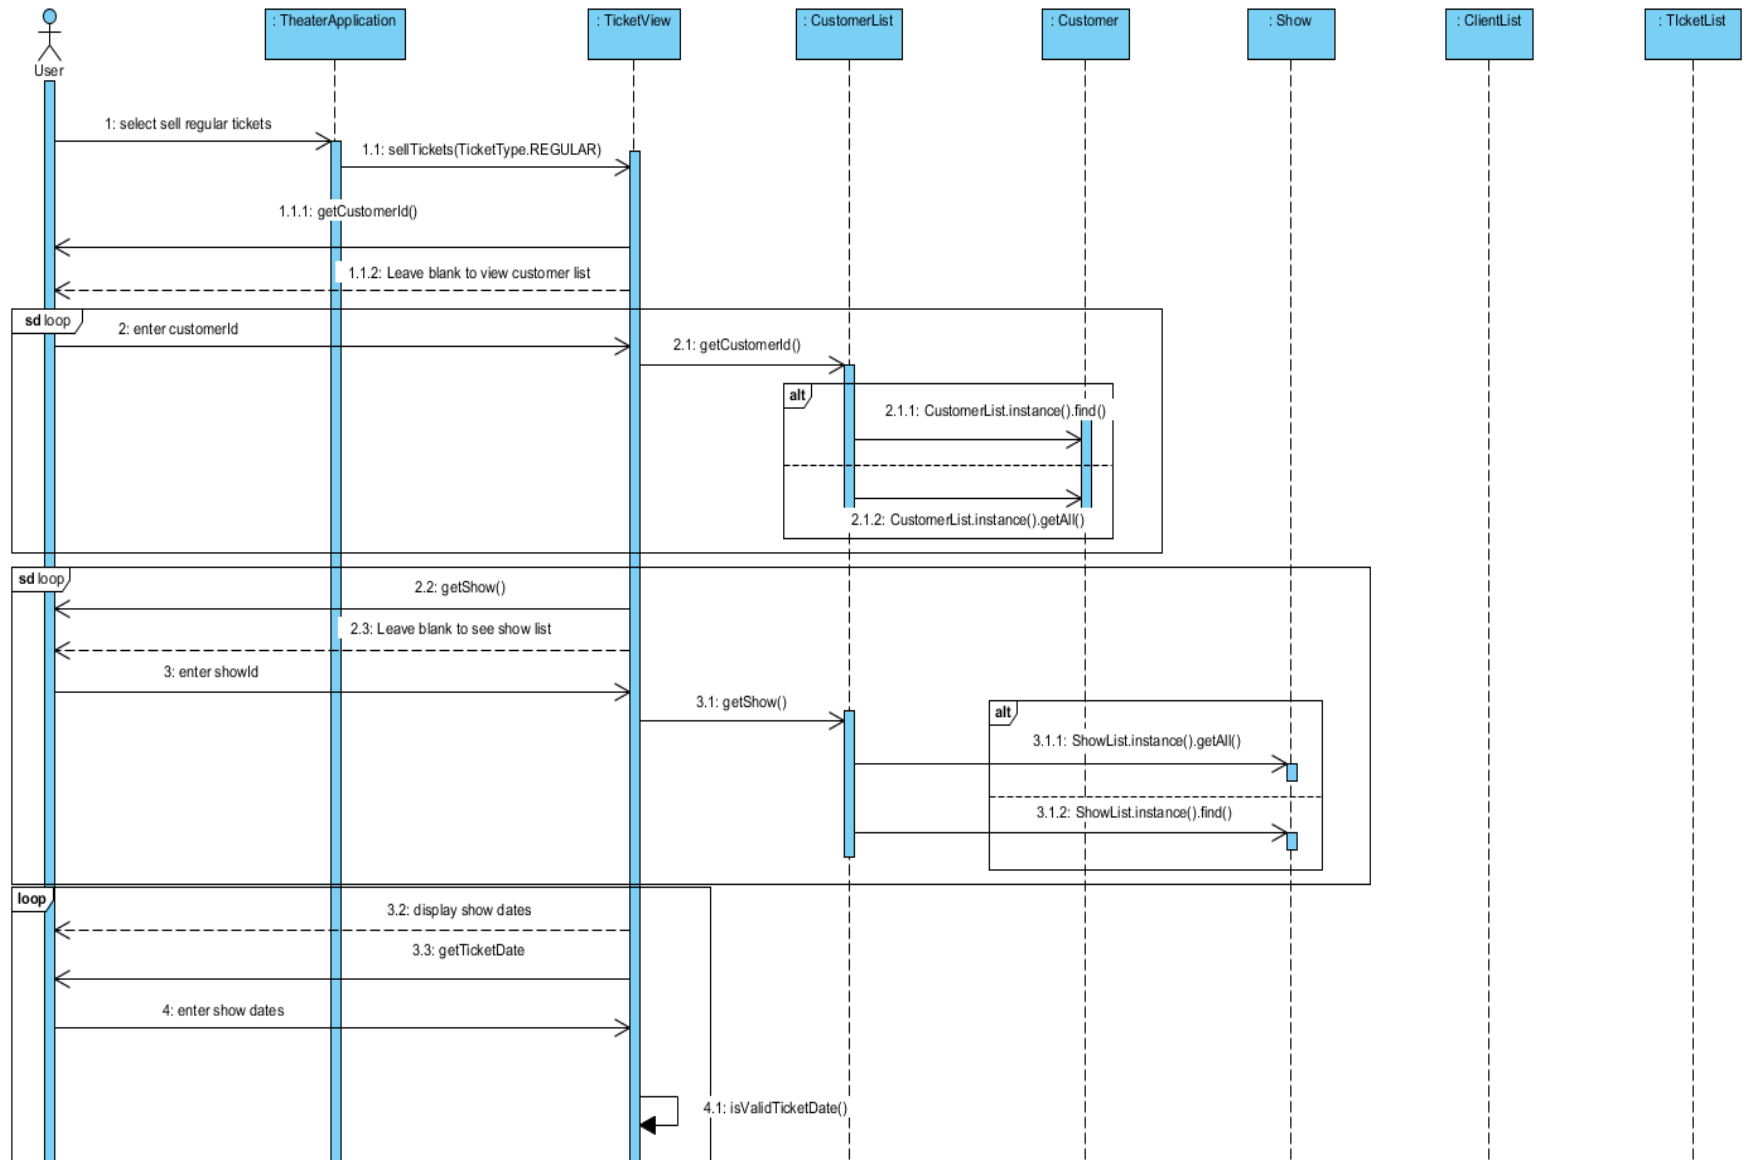 : TheaterApplication
: TicketView
: CustomerList
: Customer
: Show
: ClientList
: TIcketList
User
1: select sell regular tickets
1.1: sellTickets(TicketType.REGULAR)
1.1.1: getCustomerId()
1.1.2: Leave blank to view customer list
sd loop
2: enter customerId
2.1: getCustomerId()
alt
2.1.1: CustomerList.instance().find()
2.1.2: CustomerList.instance().getAll()
sd loop
2.2: getShow()
2.3: Leave blank to see show list
3: enter showId
3.1: getShow()
alt
3.1.1: ShowList.instance().getAll()
3.1.2: ShowList.instance().find()
loop
3.2: display show dates
3.3: getTicketDate
4: enter show dates
4.1: isValidTicketDate()